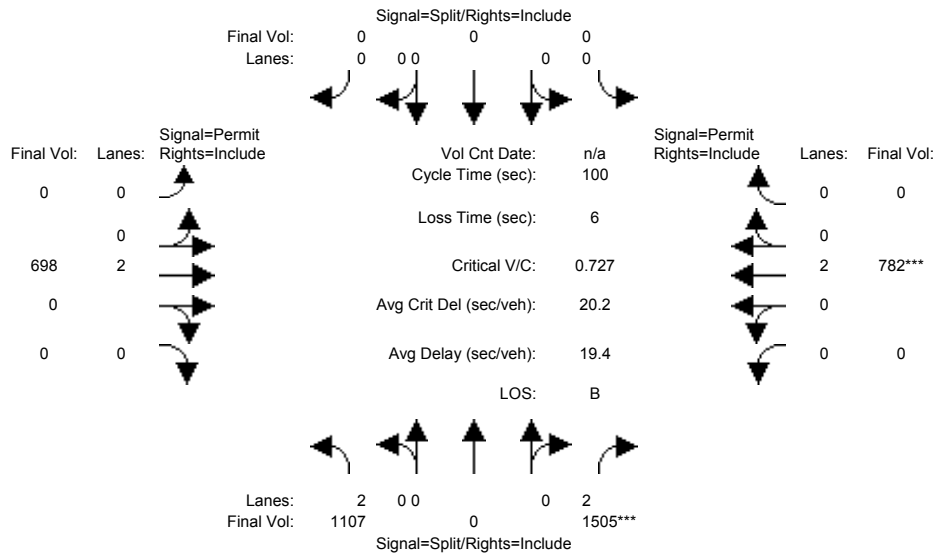 Signal=Split/Rights=Include
Final Vol: 0 0 0
Lanes: 0 0 0 0 0
Signal=Permit Signal=Permit
Final Vol: Lanes: Rights=Include Vol Cnt Date: n/a Rights=Include Lanes: Final Vol:
Cycle Time (sec): 100
0 0 0 0
Loss Time (sec): 6
0 0
698 2 Critical V/C: 0.727 2 782***
0 Avg Crit Del (sec/veh): 20.2 0
0 0 Avg Delay (sec/veh): 19.4 0 0
LOS: B
Lanes: 2 0 0 0 2
Final Vol: 1107 0 1505***
Signal=Split/Rights=Include